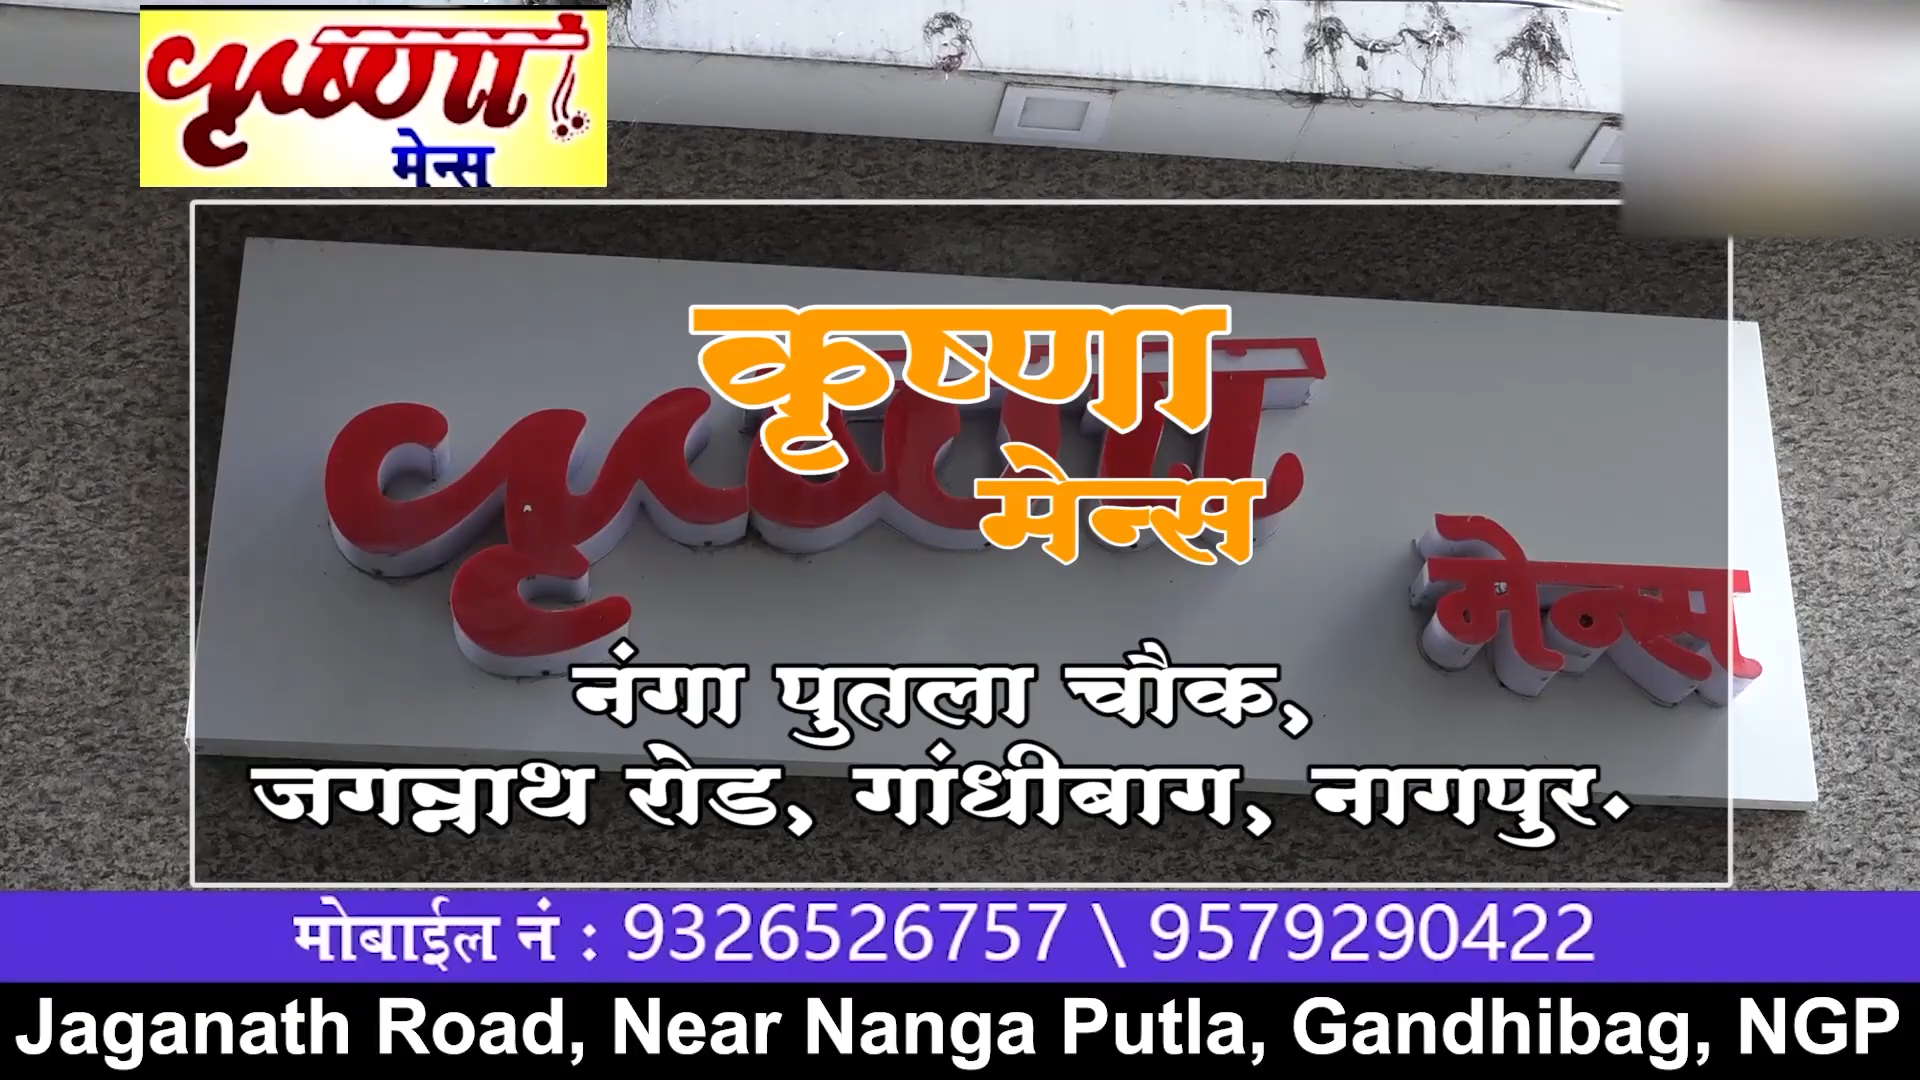 कृष्णा
मेन्स
कृष्णा
मेन्स
कृष्णा
मेन्स
नंगा पुतला चौक,
जगन्नाथ रोड, गांधीबाग, नागपुर.
मोबाईल नं : 9326526757 \ 9579290422
Jaganath Road, Near Nanga Putla, Gandhibag, NGP